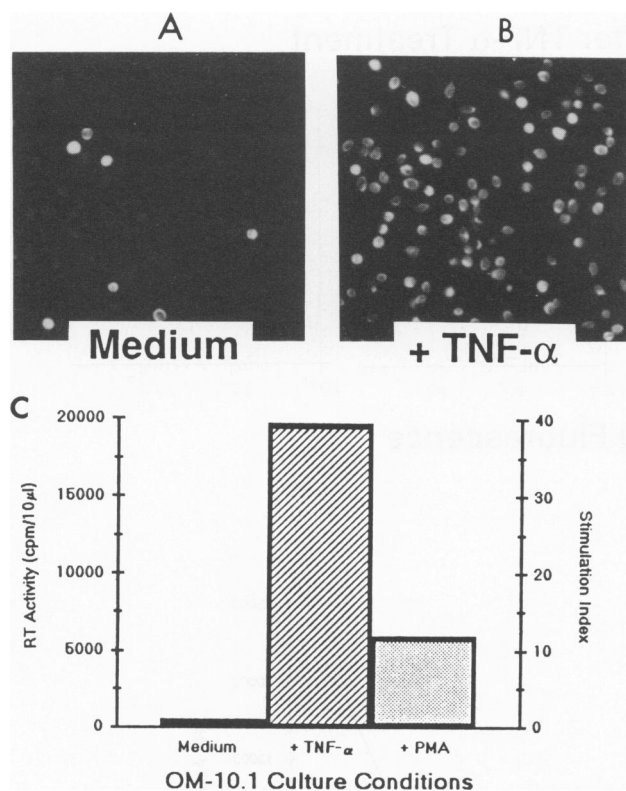 A
B
Medium
+ TNF-α
C
RT Activity (cpm/10µl)
20000
15000
10000
5000
0
Stimulation Index
40
30
20
10
0
Medium
+ TNF-α
+ PMA
OM-10.1 Culture Conditions